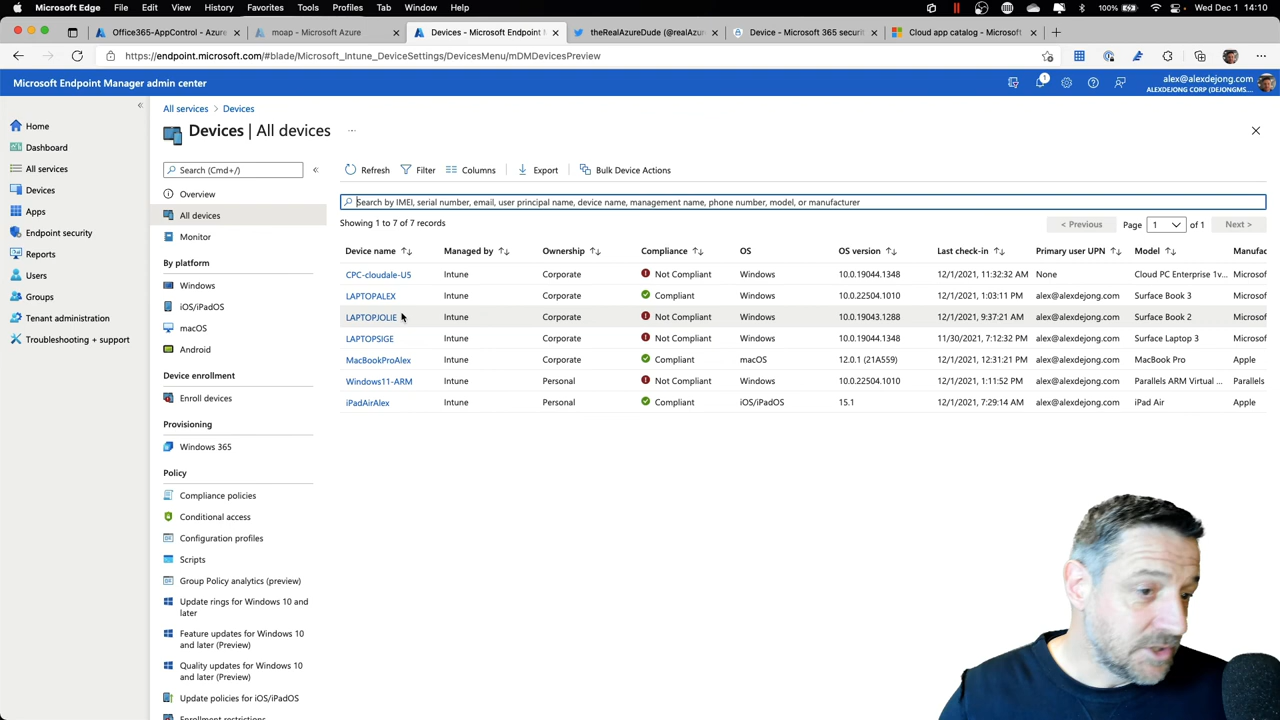 Microsoft Edge File Edit View History Favorites Tools Profiles Tab Window Help 100% Wed Dec 1 14:10
Office365-AppControl - Azure
moap - Microsoft Azure
Devices - Microsoft Endpoint M
theRealAzureDude (@realAzure
Device - Microsoft 365 securit
Cloud app catalog - Microsoft
https://endpoint.microsoft.com/#blade/Microsoft_Intune_DeviceSettings/DevicesMenu/mDMDevicesPreview
Microsoft Endpoint Manager admin center
1
alex@dejong.com
ALEXDEJONG CORP (DEJONGMS...
Home
Dashboard
All services
Devices
Apps
Endpoint security
Reports
Users
Groups
Tenant administration
Troubleshooting + support
All services > Devices
Devices | All devices ...
Search (Cmd+/)
Overview
All devices
Monitor
By platform
Windows
iOS/iPadOS
macOS
Android
Device enrollment
Enroll devices
Provisioning
Windows 365
Policy
Compliance policies
Conditional access
Configuration profiles
Scripts
Group Policy analytics (preview)
Update rings for Windows 10 and
later
Feature updates for Windows 10
and later (Preview)
Quality updates for Windows 10
and later (Preview)
Update policies for iOS/iPadOS
Enrollment restrictions
Refresh Filter Columns Export Bulk Device Actions
Search by IMEI, serial number, email, user principal name, device name, management name, phone number, model, or manufacturer
Showing 1 to 7 of 7 records
< Previous Page 1 of 1 Next >
Device name Managed by Ownership Compliance OS OS version Last check-in Primary user UPN Model Manufac
CPC-cloudale-U5 Intune Corporate Not Compliant Windows 10.0.19044.1348 12/1/2021, 11:32:32 AM None Cloud PC Enterprise 1v... Microsof
LAPTOPALEX Intune Corporate Compliant Windows 10.0.22504.1010 12/1/2021, 1:03:11 PM alex@alexdejong.com Surface Book 3 Microsof
LAPTOPJOLIE Intune Corporate Not Compliant Windows 10.0.19043.1288 12/1/2021, 9:37:21 AM alex@alexdejong.com Surface Book 2 Microsof
LAPTOPSIGE Intune Corporate Not Compliant Windows 10.0.19044.1348 11/30/2021, 7:12:32 PM alex@alexdejong.com Surface Laptop 3 Microsof
MacBookProAlex Intune Corporate Compliant macOS 12.0.1 (21A559) 12/1/2021, 12:31:21 PM alex@alexdejong.com MacBook Pro Apple
Windows11-ARM Intune Personal Not Compliant Windows 10.0.22504.1010 12/1/2021, 1:11:52 PM alex@alexdejong.com Parallels ARM Virtual ... Parallels
iPadAirAlex Intune Personal Compliant iOS/iPadOS 15.1 12/1/2021, 7:29:14 AM alex@alexdejong.com iPad Air Apple